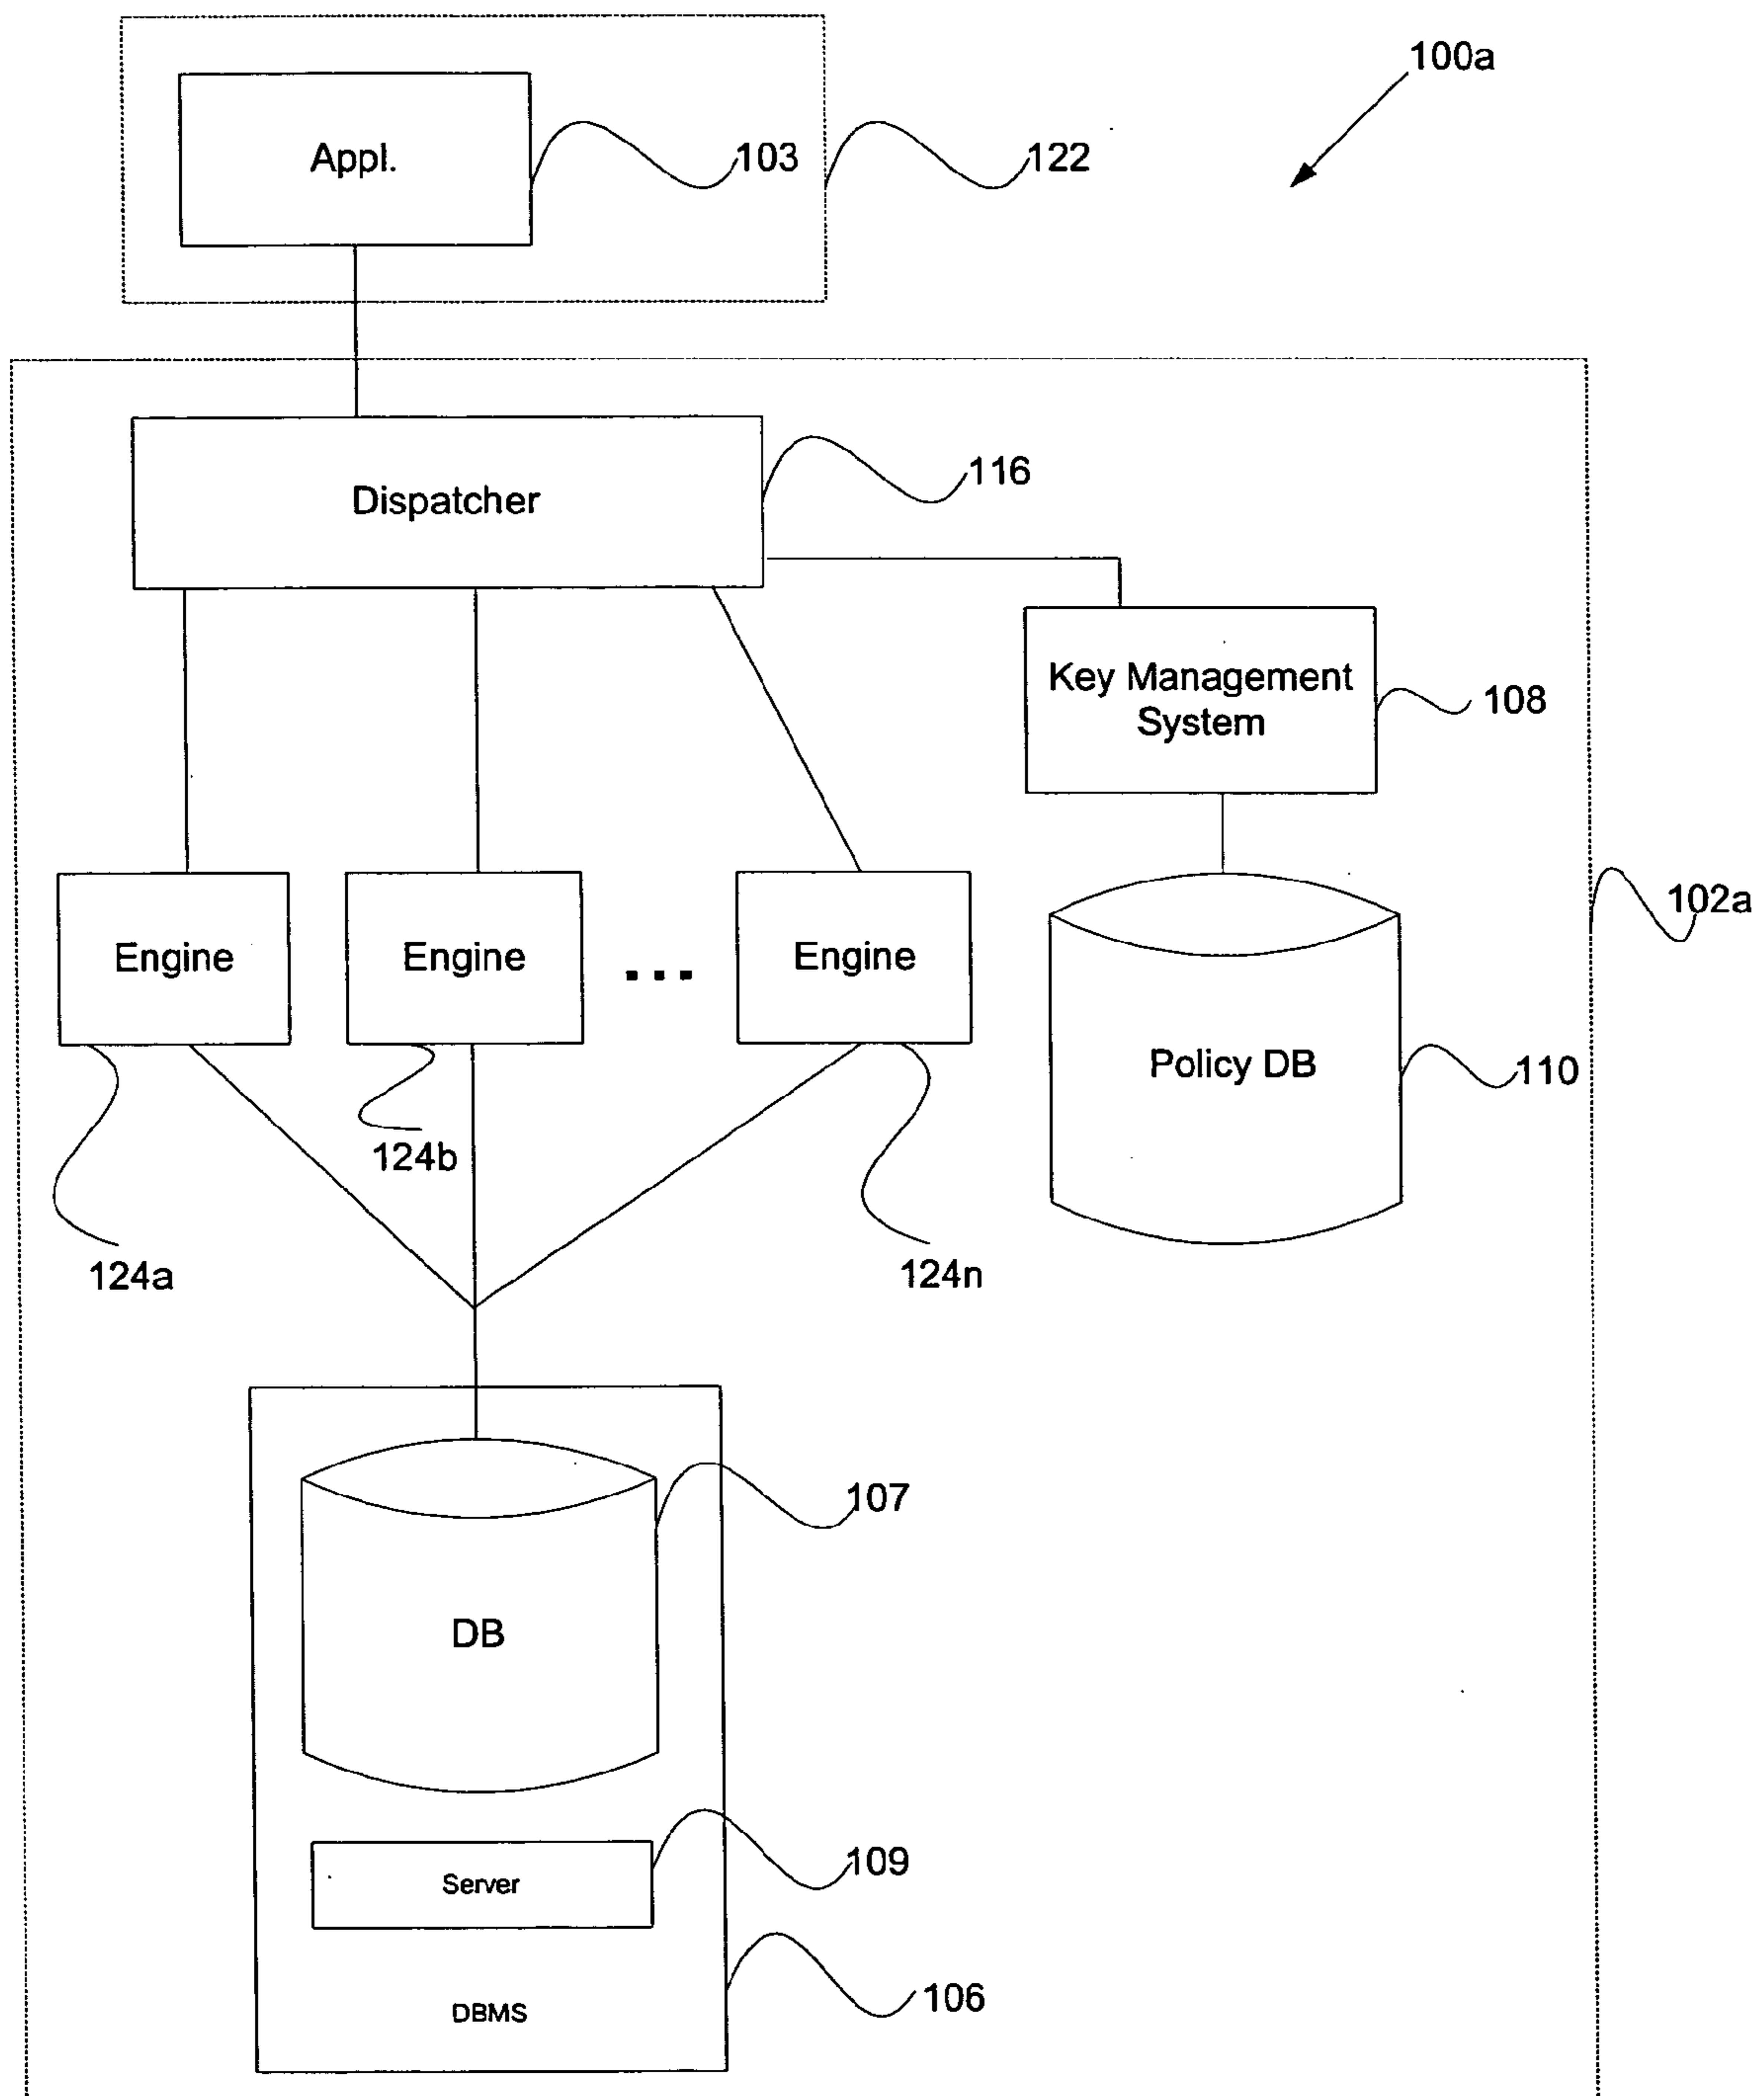 100a
Appl.
103
122
Dispatcher
116
Key Management
System
108
Engine
Engine
...
Engine
102a
Policy DB
110
124b
124a
124n
107
DB
109
Server
106
DBMS